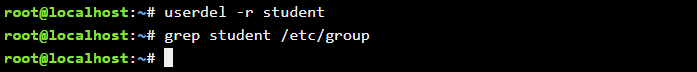 root@localhost:~# userdel -r student
root@localhost:~# grep student /etc/group
root@localhost:~#